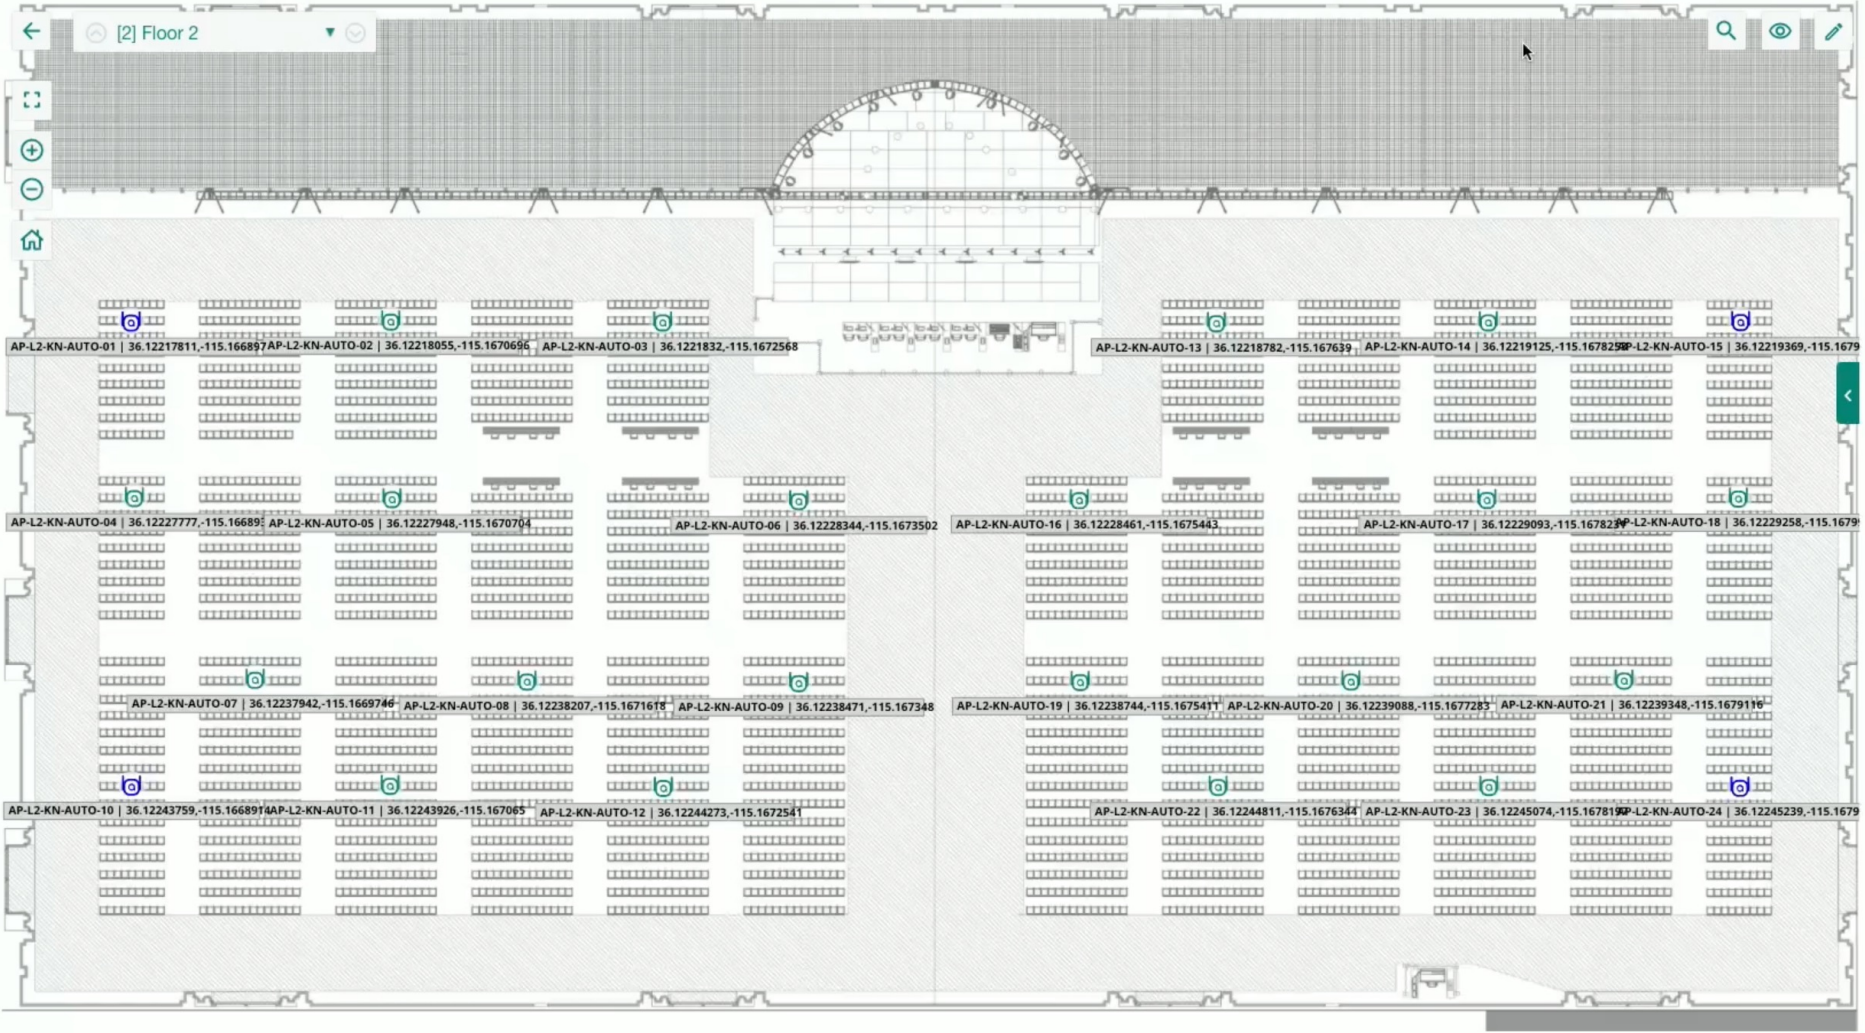 [2] Floor 2
AP-L2-KN-AUTO-01 | 36.12217811,-115.166897
AP-L2-KN-AUTO-02 | 36.12218055,-115.1670696
AP-L2-KN-AUTO-03 | 36.1221832,-115.1672568
AP-L2-KN-AUTO-13 | 36.12218782,-115.167639
AP-L2-KN-AUTO-14 | 36.12219125,-115.16782
AP-L2-KN-AUTO-15 | 36.12219369,-115.1679
AP-L2-KN-AUTO-04 | 36.12227777,-115.16689
AP-L2-KN-AUTO-05 | 36.12227948,-115.1670704
AP-L2-KN-AUTO-06 | 36.12228344,-115.1673502
AP-L2-KN-AUTO-16 | 36.12228461,-115.1675443
AP-L2-KN-AUTO-17 | 36.12229093,-115.167823
AP-L2-KN-AUTO-18 | 36.12229258,-115.1679
AP-L2-KN-AUTO-07 | 36.12237942,-115.1669746
AP-L2-KN-AUTO-08 | 36.12238207,-115.1671618
AP-L2-KN-AUTO-09 | 36.12238471,-115.167348
AP-L2-KN-AUTO-19 | 36.12238744,-115.1675411
AP-L2-KN-AUTO-20 | 36.12239088,-115.1677283
AP-L2-KN-AUTO-21 | 36.12239348,-115.1679116
AP-L2-KN-AUTO-10 | 36.12243759,-115.166891
AP-L2-KN-AUTO-11 | 36.12243926,-115.167065
AP-L2-KN-AUTO-12 | 36.12244273,-115.1672541
AP-L2-KN-AUTO-22 | 36.12244811,-115.1676344
AP-L2-KN-AUTO-23 | 36.12245074,-115.16781
AP-L2-KN-AUTO-24 | 36.12245239,-115.1679